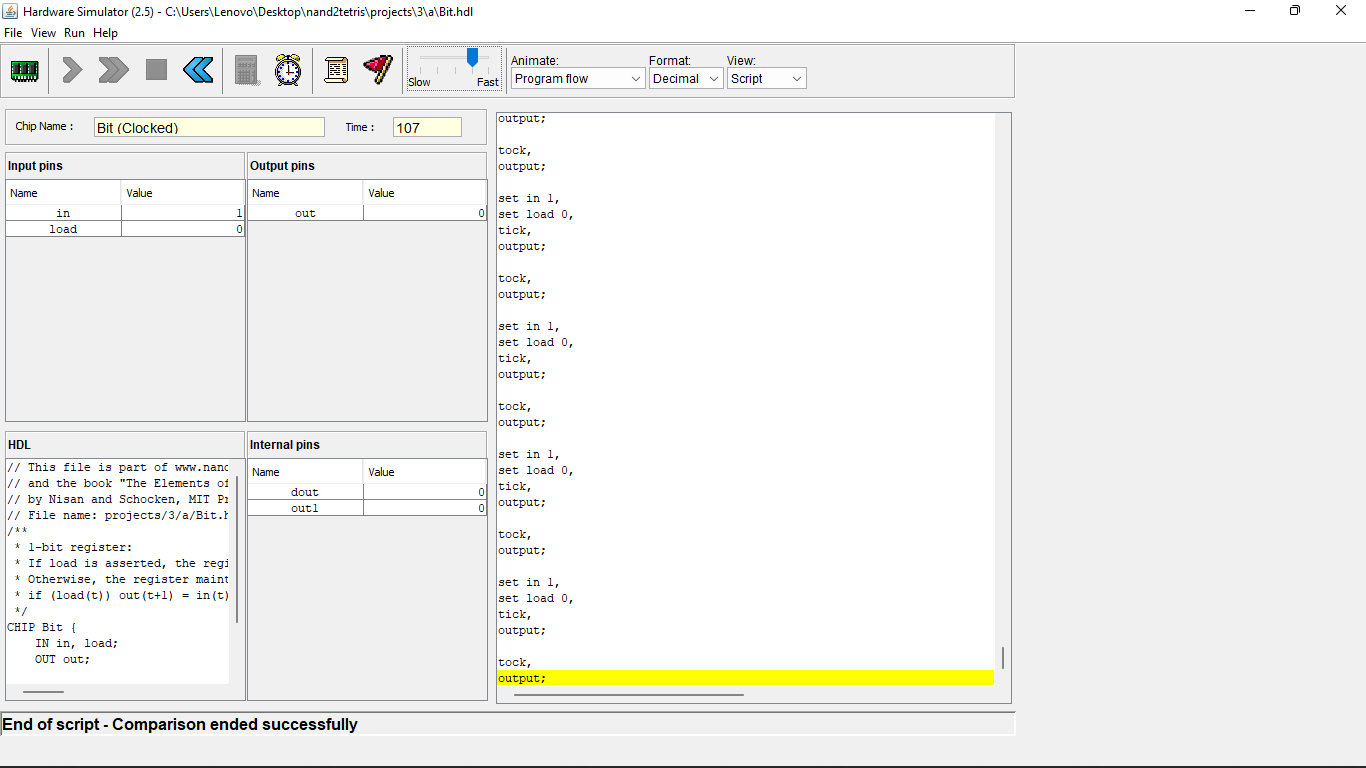 Hardware Simulator (2.5) - C:\Users\Lenovo\Desktop\nand2tetris\projects\3\a\Bit.hdl
File View Run Help
Slow Fast
Animate: Format: View:
Program flow Decimal Script
Chip Name : Bit (Clocked) Time : 107
Input pins
Name Value
in 1
load 0
Output pins
Name Value
out 0
HDL
// This file is part of www.nand
// and the book "The Elements of
// by Nisan and Schocken, MIT Pr
// File name: projects/3/a/Bit.h
/**
* 1-bit register:
* If load is asserted, the regi
* Otherwise, the register maint
* if (load(t)) out(t+1) = in(t)
*/
CHIP Bit {
IN in, load;
OUT out;
Internal pins
Name Value
dout 0
out1 0
output;
tock,
output;
set in 1,
set load 0,
tick,
output;
tock,
output;
set in 1,
set load 0,
tick,
output;
tock,
output;
set in 1,
set load 0,
tick,
output;
tock,
output;
set in 1,
set load 0,
tick,
output;
tock,
output;
End of script - Comparison ended successfully